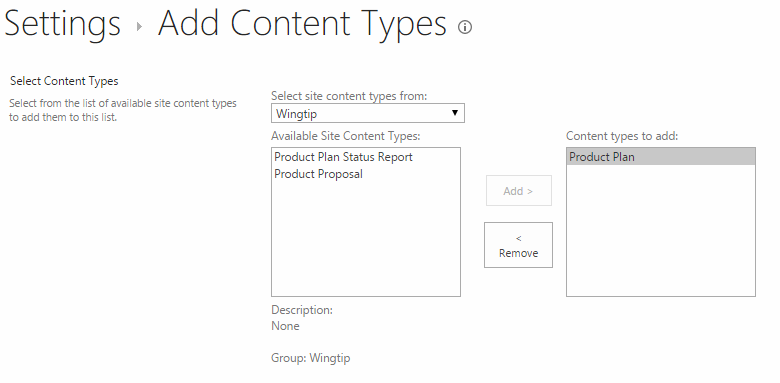 Settings ▸ Add Content Types
Select Content Types
Select from the list of available site content types
to add them to this list.
Select site content types from:
Wingtip
Available Site Content Types:
Product Plan Status Report
Product Proposal
Add >
<
Remove
Content types to add:
Product Plan
Description:
None
Group: Wingtip